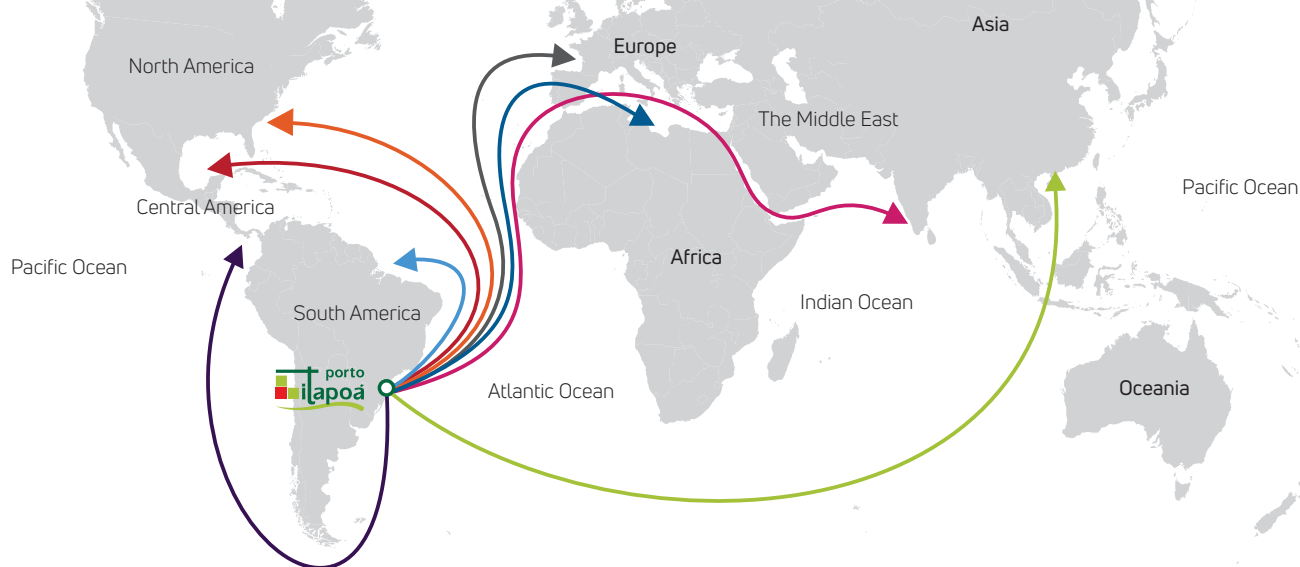 Asia
Europe
North America
The Middle East
Pacific Ocean
Central America
Africa
Pacific Ocean
Indian Ocean
South America
porto
itapoá
Atlantic Ocean
Oceania